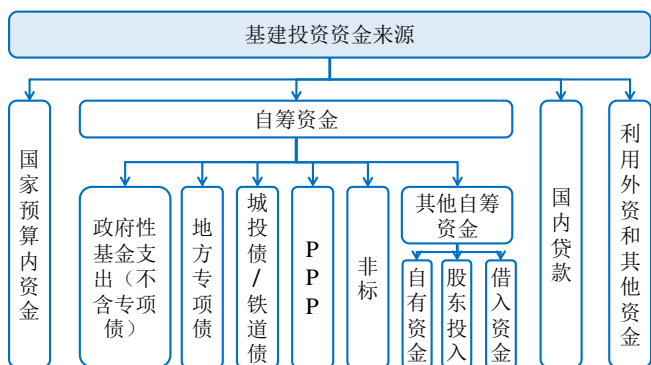 基建投资资金来源
国家预算内资金
自筹资金
政府性
基金支
出（不
含专项
债）
地方专项债
城投债/铁道债
PPP
非标
其他自筹
资金
自有资金
股东投入
借入资金
国内贷款
利用外资和其他资金